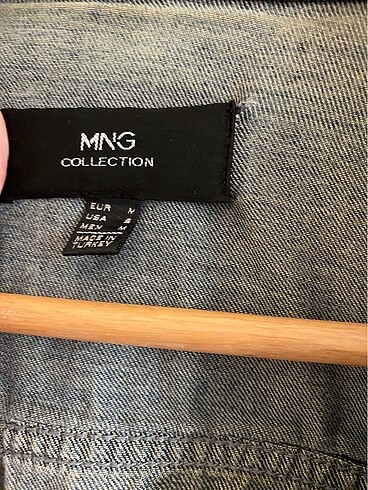 MNG
COLLECTION
EUR M
USA S
MEX M
MADE IN
TURKEY